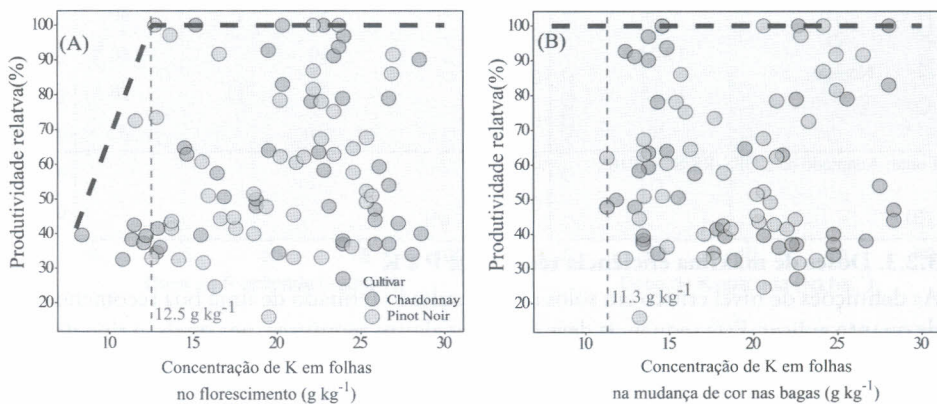 (A)
Produtividade relatva(%)
100
90
80
70
60
50
40
30
20
12.5 g kg⁻¹
Cultivar
Chardonnay
Pinot Noir
10
15
20
25
30
Concentração de K em folhas
no florescimento (g kg⁻¹)
(B)
Produtividade relatva(%)
100
90
80
70
60
50
40
30
20
11.3 g kg⁻¹
10
15
20
25
30
Concentração de K em folhas
na mudança de cor nas bagas (g kg⁻¹)